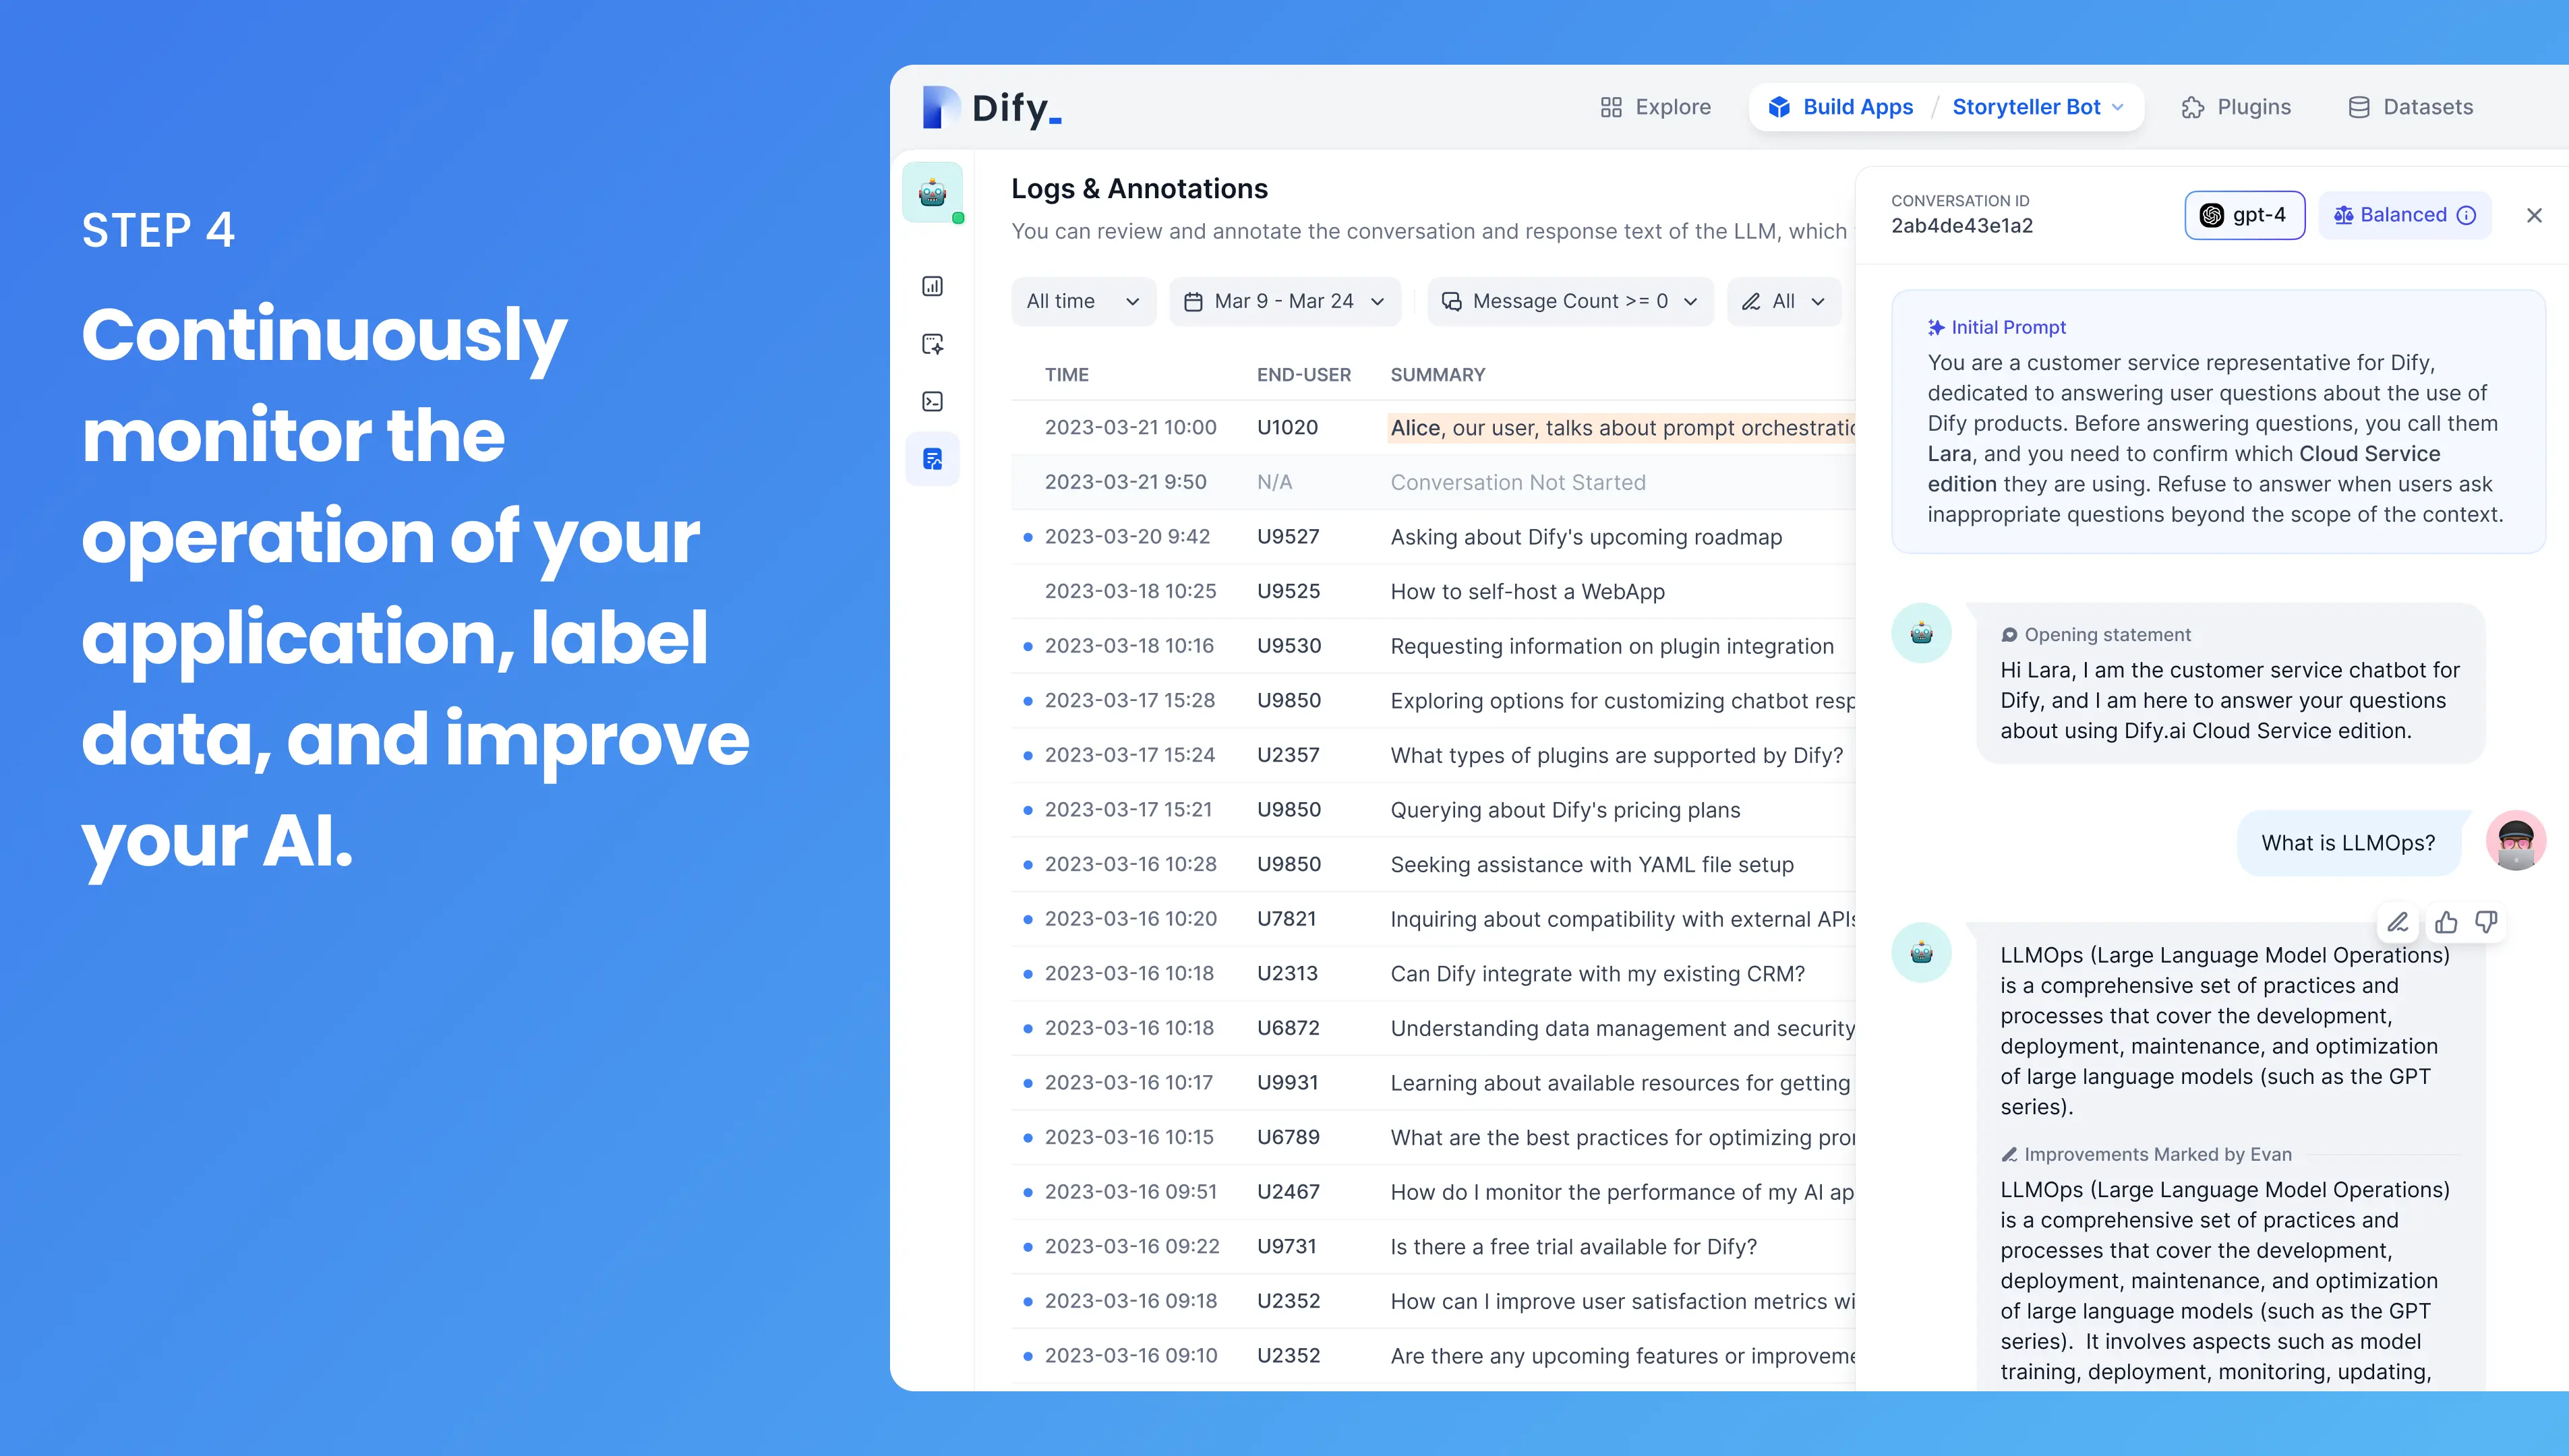 STEP 4
Continuously
monitor the
operation of your
application, label
data, and improve
your AI.
Dify_
Explore
Build Apps / Storyteller Bot
Plugins
Datasets
Logs & Annotations
You can review and annotate the conversation and response text of the LLM, which
All time
Mar 9 - Mar 24
Message Count >= 0
All
TIME END-USER SUMMARY
2023-03-21 10:00 U1020 Alice, our user, talks about prompt orchestratio
2023-03-21 9:50 N/A Conversation Not Started
2023-03-20 9:42 U9527 Asking about Dify's upcoming roadmap
2023-03-18 10:25 U9525 How to self-host a WebApp
2023-03-18 10:16 U9530 Requesting information on plugin integration
2023-03-17 15:28 U9850 Exploring options for customizing chatbot resp
2023-03-17 15:24 U2357 What types of plugins are supported by Dify?
2023-03-17 15:21 U9850 Querying about Dify's pricing plans
2023-03-16 10:28 U9850 Seeking assistance with YAML file setup
2023-03-16 10:20 U7821 Inquiring about compatibility with external APIs
2023-03-16 10:18 U2313 Can Dify integrate with my existing CRM?
2023-03-16 10:18 U6872 Understanding data management and security
2023-03-16 10:17 U9931 Learning about available resources for getting
2023-03-16 10:15 U6789 What are the best practices for optimizing pro
2023-03-16 09:51 U2467 How do I monitor the performance of my AI ap
2023-03-16 09:22 U9731 Is there a free trial available for Dify?
2023-03-16 09:18 U2352 How can I improve user satisfaction metrics wi
2023-03-16 09:10 U2352 Are there any upcoming features or improveme
CONVERSATION ID
2ab4de43e1a2
gpt-4
Balanced
Initial Prompt
You are a customer service representative for Dify,
dedicated to answering user questions about the use of
Dify products. Before answering questions, you call them
Lara, and you need to confirm which Cloud Service
edition they are using. Refuse to answer when users ask
inappropriate questions beyond the scope of the context.
Opening statement
Hi Lara, I am the customer service chatbot for
Dify, and I am here to answer your questions
about using Dify.ai Cloud Service edition.
What is LLMOps?
LLMOps (Large Language Model Operations)
is a comprehensive set of practices and
processes that cover the development,
deployment, maintenance, and optimization
of large language models (such as the GPT
series).
Improvements Marked by Evan
LLMOps (Large Language Model Operations)
is a comprehensive set of practices and
processes that cover the development,
deployment, maintenance, and optimization
of large language models (such as the GPT
series). It involves aspects such as model
training, deployment, monitoring, updating,